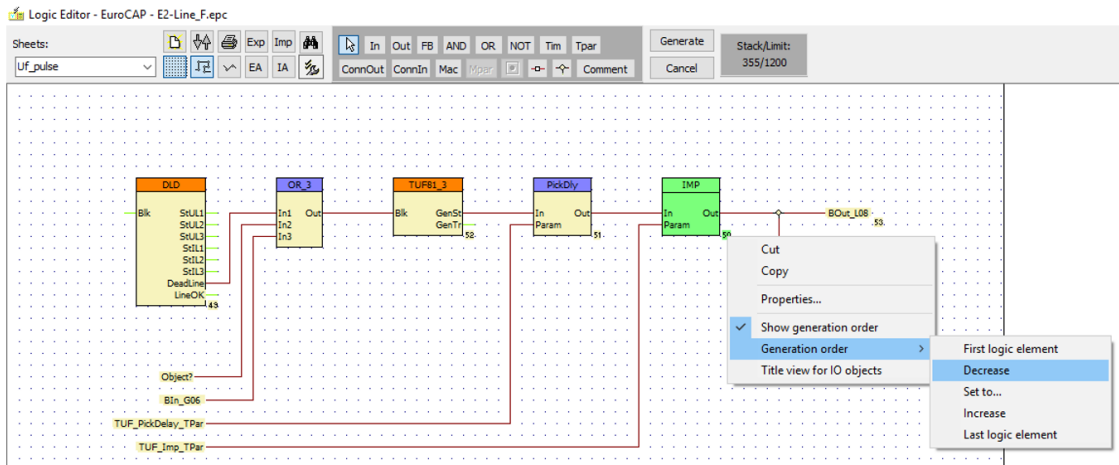 Logic Editor - EuroCAP - E2-Line_F.epc
Sheets:
Uf_pulse
Exp Imp
EA IA
In Out FB AND OR NOT Tim Tpar
ConnOut ConnIn Mac Mpar Comment
Generate
Cancel
Stack/Limit:
355/1200
DLD OR_3 TUF81_3 PickDly IMP
Blk StUL1
StUL2
StUL3
StIL1
StIL2
StIL3
DeadLine
LineOK
43
In1 Out
In2
In3
Blk GenSt
GenTr
52
In Out
Param
51
In Out
Param
50
BOut_L08
53
Object?
BIn_G06
TUF_PickDelay_TPar
TUF_Imp_TPar
Cut
Copy
Properties...
Show generation order
Generation order
Title view for IO objects
First logic element
Decrease
Set to...
Increase
Last logic element